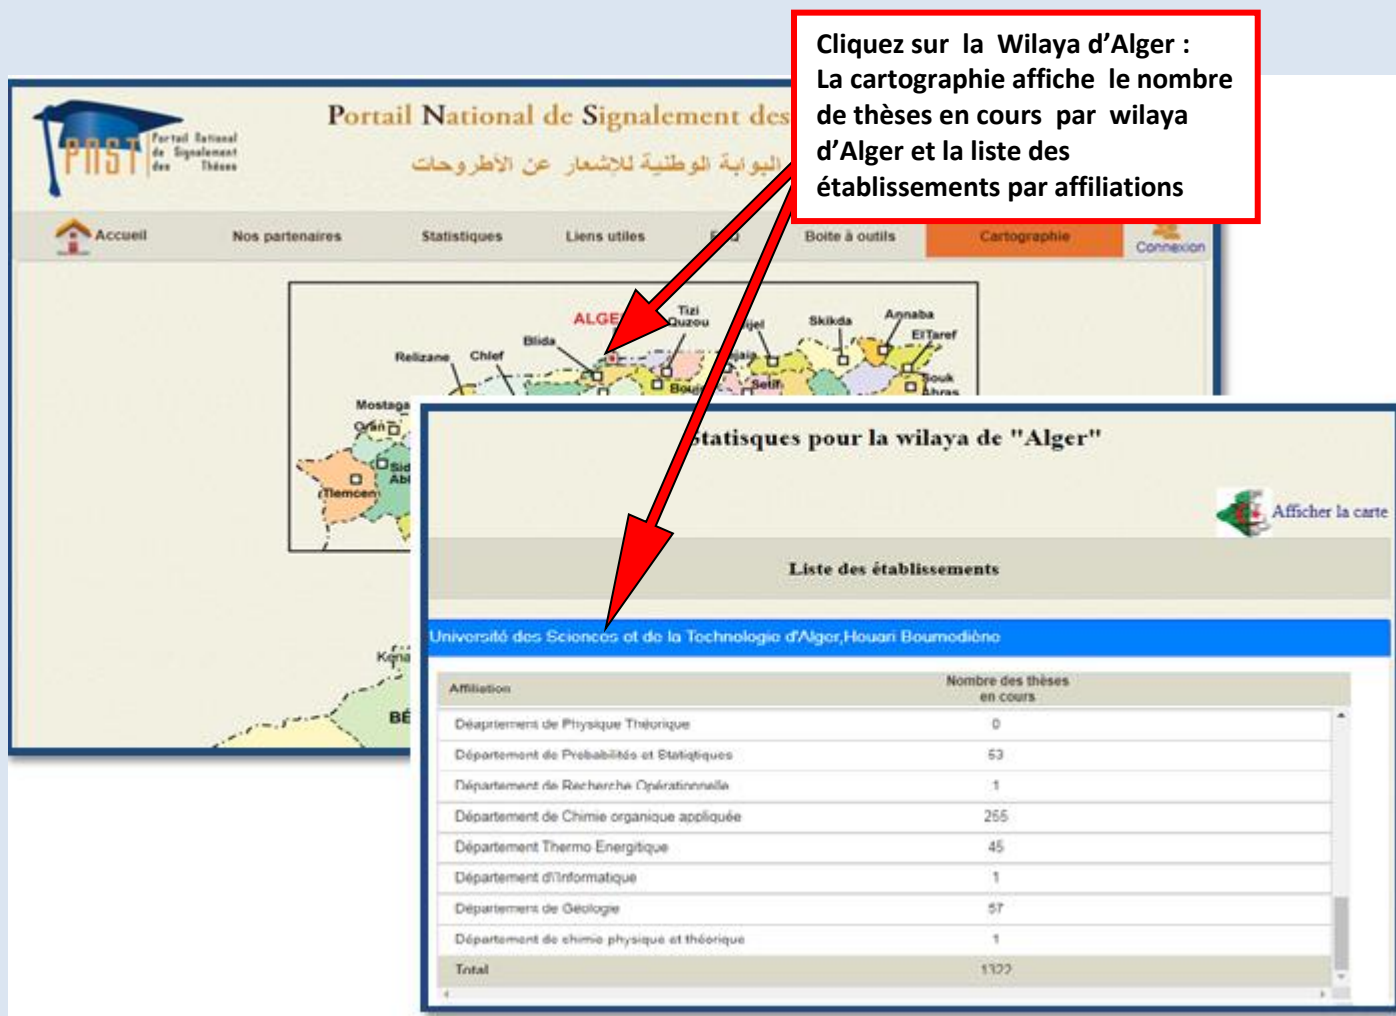 Cliquez sur la Wilaya d’Alger :
La cartographie affiche le nombre
de thèses en cours par wilaya
d’Alger et la liste des
établissements par affiliations
PNST
Portail National
de Signalement
des Thèses
Portail National de Signalement des
البوابة الوطنية للإشعار عن الأطروحات
Accueil
Nos partenaires
Statistiques
Liens utiles
Boite à outils
Cartographie
Connexion
ALGE
Tizi
Ouzou
Jijel
Skikda
Annaba
ElTaref
Blida
Relizane
Chlef
Setif
Souk
Ahras
Mostaga
Oran
Sid
Abl
Tlemcen
BÉ
Statisques pour la wilaya de "Alger"
Afficher la carte
Liste des établissements
Université des Sciences et de la Technologie d'Alger,Houari Boumediène
Affiliation
Nombre des thèses
en cours
Déaprtement de Physique Théorique 0
Département de Probabilités et Statiqtiques 53
Département de Recherche Opérationnelle 1
Département de Chimie organique appliquée 255
Département Thermo Energitique 45
Département d\'Informatique 1
Département de Géologie 57
Département de chimie physique et théorique 1
Total 1322